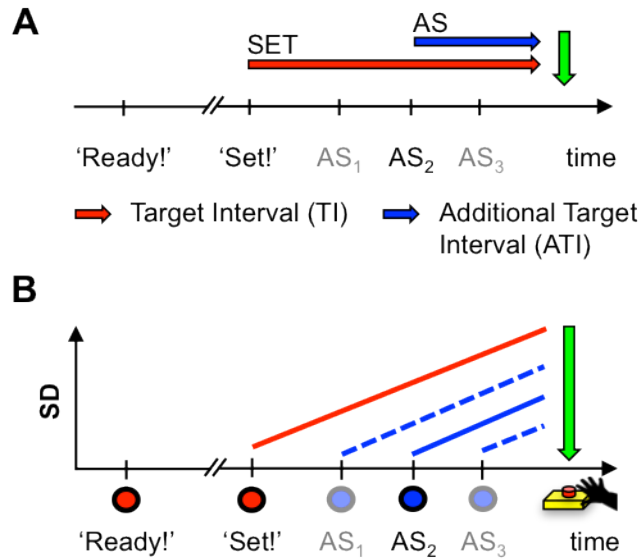 A
SET
AS
‘Ready!’ ‘Set!’ AS₁ AS₂ AS₃ time
Target Interval (TI) Additional Target
Interval (ATI)
B
SD
‘Ready!’ ‘Set!’ AS₁ AS₂ AS₃ time